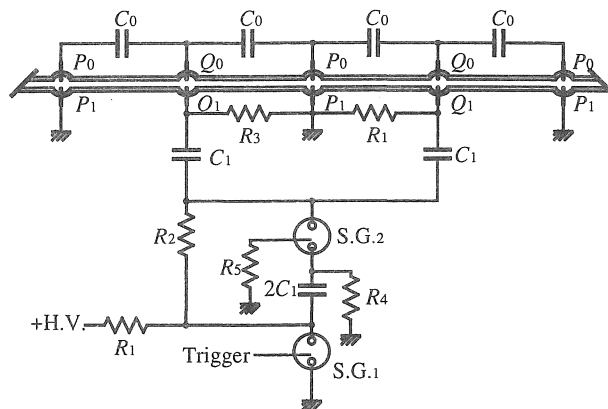 C0 C0 C0 C0
P0 Q0 P0 Q0 P0
P1 Q1 P1 Q1 P1
R3 R1
C1 C1
R2 S.G.2
R5 2C1 R4
+H.V. R1
Trigger S.G.1